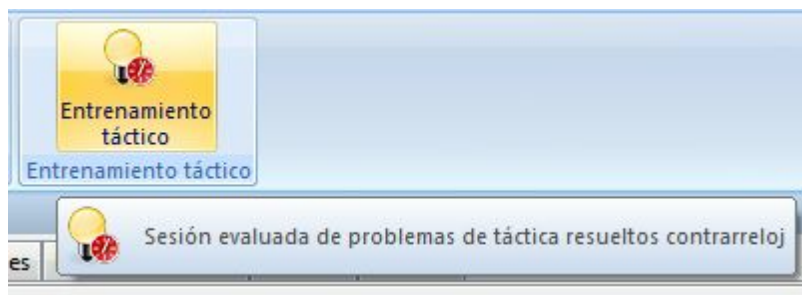 Entrenamiento
táctico
Entrenamiento táctico
Sesión evaluada de problemas de táctica resueltos contrarreloj
es